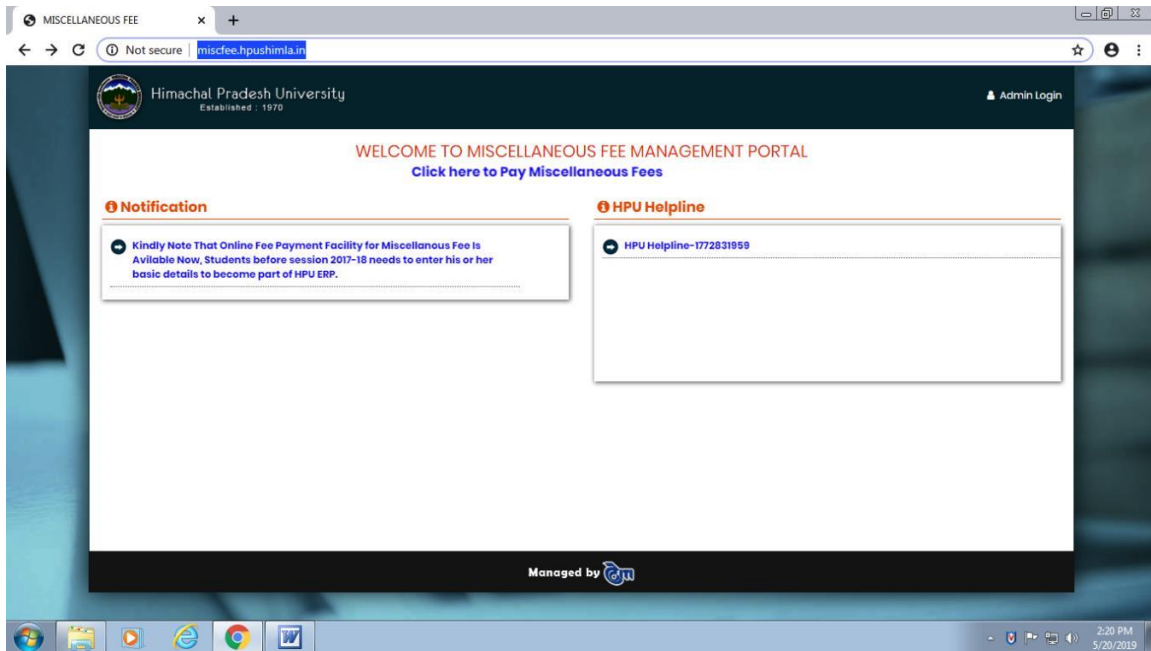 MISCELLANEOUS FEE
Not secure | miscfee.hpushimla.in
Himachal Pradesh University
Established : 1970
Admin Login
WELCOME TO MISCELLANEOUS FEE MANAGEMENT PORTAL
Click here to Pay Miscellaneous Fees
Notification
Kindly Note That Online Fee Payment Facility for Miscellanous Fee Is
Avilable Now, Students before session 2017-18 needs to enter his or her
basic details to become part of HPU ERP.
HPU Helpline
HPU Helpline-1772831959
Managed by
2:20 PM
5/20/2019